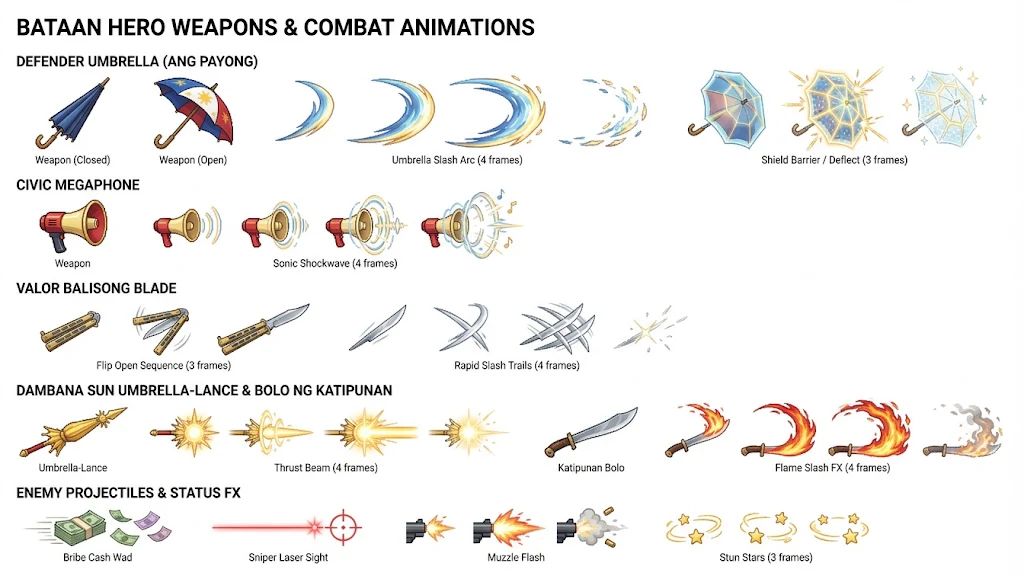 BATAAN HERO WEAPONS & COMBAT ANIMATIONS
DEFENDER UMBRELLA (ANG PAYONG)
Weapon (Closed)
Weapon (Open)
Umbrella Slash Arc (4 frames)
Shield Barrier / Deflect (3 frames)
CIVIC MEGAPHONE
Weapon
Sonic Shockwave (4 frames)
VALOR BALISONG BLADE
Flip Open Sequence (3 frames)
Rapid Slash Trails (4 frames)
DAMBANA SUN UMBRELLA-LANCE & BOLO NG KATIPUNAN
Umbrella-Lance
Thrust Beam (4 frames)
Katipunan Bolo
Flame Slash FX (4 frames)
ENEMY PROJECTILES & STATUS FX
Bribe Cash Wad
Sniper Laser Sight
Muzzle Flash
Stun Stars (3 frames)